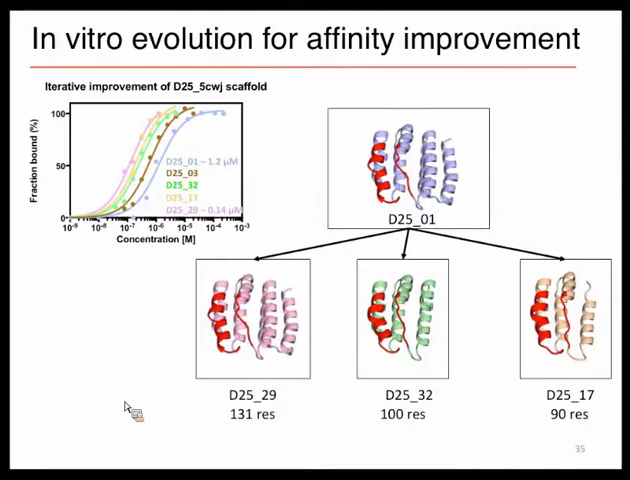 In vitro evolution for affinity improvement
Iterative improvement of D25_5cwj scaffold
Fraction bound (%)
100
50
0
D25_01 – 1.2 µM
D25_03
D25_32
D25_17
D25_29 – 0.14 µM
10-9 10-8 10-7 10-6 10-5 10-4 10-3
Concentration [M]
D25_01
D25_29
131 res
D25_32
100 res
D25_17
90 res
35